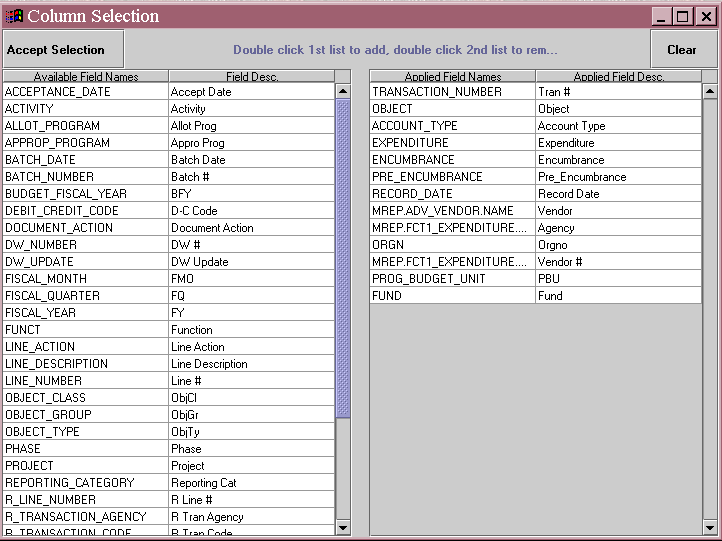 Column Selection
Accept Selection Double click 1st list to add, double click 2nd list to rem... Clear
Available Field Names Field Desc.
ACCEPTANCE_DATE Accept Date
ACTIVITY Activity
ALLOT_PROGRAM Allot Prog
APPROP_PROGRAM Appro Prog
BATCH_DATE Batch Date
BATCH_NUMBER Batch #
BUDGET_FISCAL_YEAR BFY
DEBIT_CREDIT_CODE D-C Code
DOCUMENT_ACTION Document Action
DW_NUMBER DW #
DW_UPDATE DW Update
FISCAL_MONTH FMO
FISCAL_QUARTER FQ
FISCAL_YEAR FY
FUNCT Function
LINE_ACTION Line Action
LINE_DESCRIPTION Line Description
LINE_NUMBER Line #
OBJECT_CLASS ObjCl
OBJECT_GROUP ObjGr
OBJECT_TYPE ObjTy
PHASE Phase
PROJECT Project
REPORTING_CATEGORY Reporting Cat
R_LINE_NUMBER R Line #
R_TRANSACTION_AGENCY R Tran Agency
R_TRANSACTION_CODE R Tran Code
Applied Field Names Applied Field Desc.
TRANSACTION_NUMBER Tran #
OBJECT Object
ACCOUNT_TYPE Account Type
EXPENDITURE Expenditure
ENCUMBRANCE Encumbrance
PRE_ENCUMBRANCE Pre_Encumbrance
RECORD_DATE Record Date
MREP.ADV_VENDOR.NAME Vendor
MREP.FCT1_EXPENDITURE.... Agency
ORGN Orgno
MREP.FCT1_EXPENDITURE.... Vendor #
PROG_BUDGET_UNIT PBU
FUND Fund